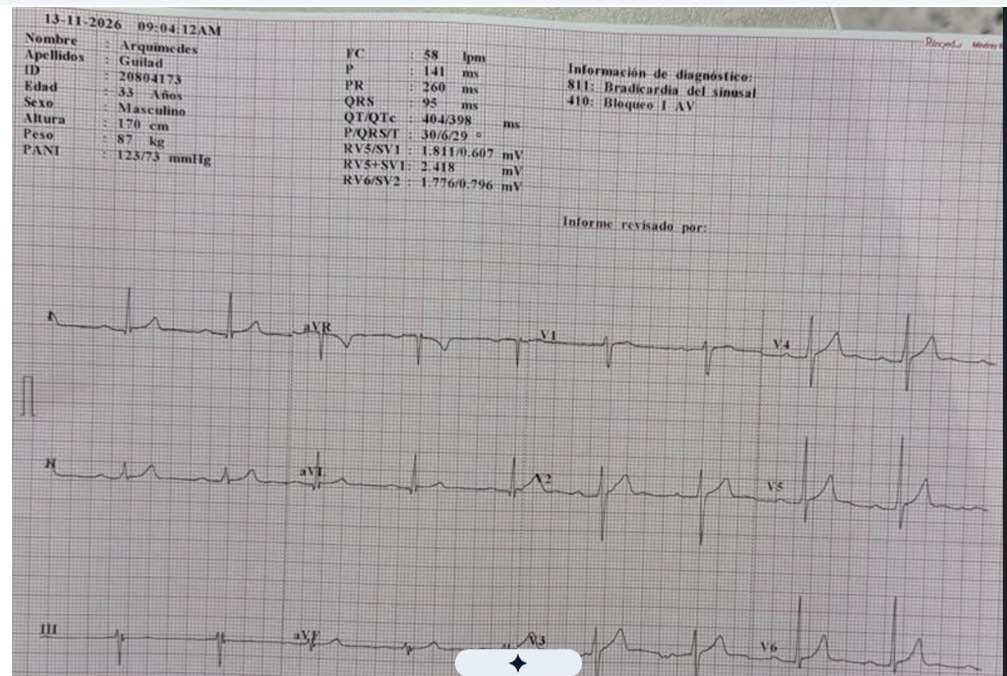 13-11-2026 09:04:12AM
Nombre : Arquimedes
Apellidos : Guilad
ID : 20804173
Edad : 33 Años
Sexo : Masculino
Altura : 170 cm
Peso : 87 kg
PANI : 123/73 mmHg
FC : 58 lpm
P : 141 ms
PR : 260 ms
QRS : 95 ms
QT/QTc : 404/398 ms
P/QRS/T : 30/6/29 °
RV5/SV1 : 1.811/0.607 mV
RV5+SV1: 2.418 mV
RV6/SV2 : 1.776/0.796 mV
Información de diagnóstico:
811: Bradicardia del sinusal
410: Bloqueo I AV
Informe revisado por:
aVR V1 V4
II aVL V2 V5
III aVF V3 V6